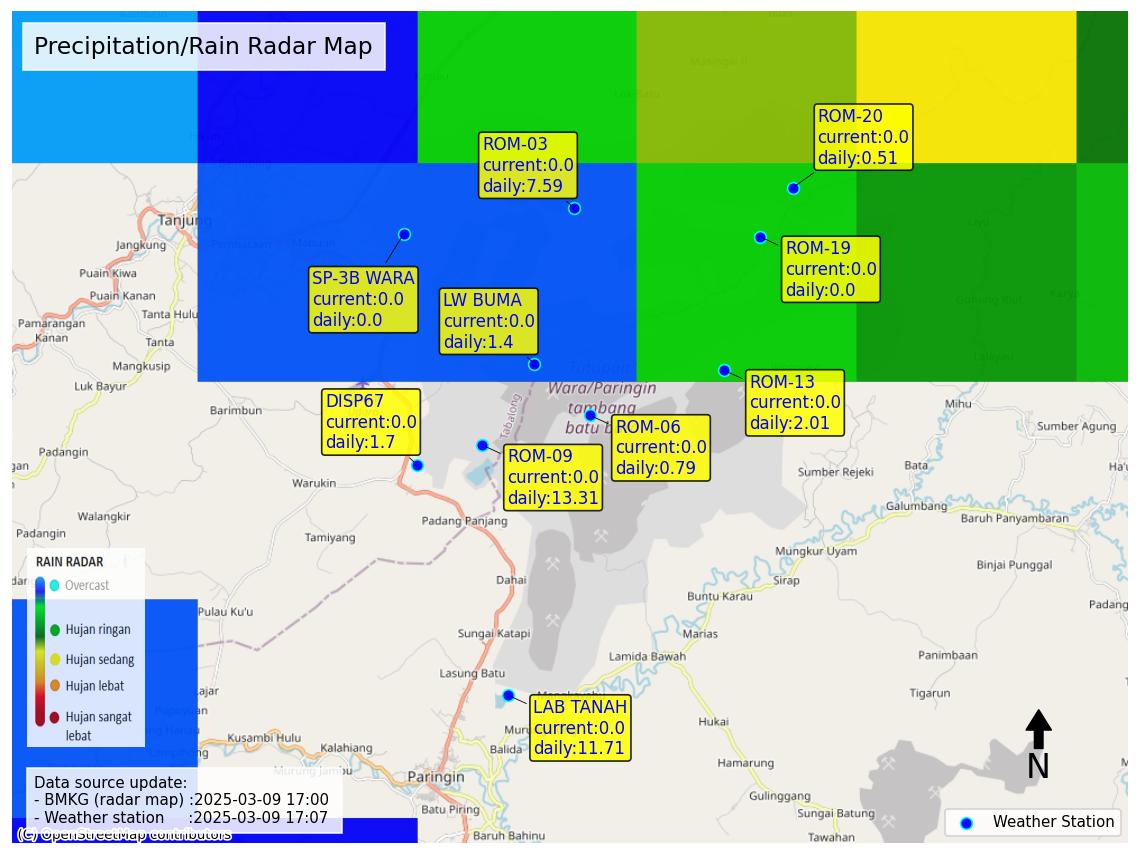 Precipitation/Rain Radar Map
Masingai II
Lok Batu
ROM-20
current:0.0
daily:0.51
ROM-03
current:0.0
daily:7.59
Tanjung
Jangkung
ROM-19
current:0.0
daily:0.0
Puain Kiwa
Puain Kanan
SP-3B WARA
current:0.0
daily:0.0
LW BUMA
current:0.0
daily:1.4
Tanta Hulu
Pamarangan
Kanan
Tanta
Mangkusip
Luk Bayur
Wara/Paringin
tambang
batu b
Tabalong
ROM-13
current:0.0
daily:2.01
DISP67
current:0.0
daily:1.7
Barimbun
Mihu
ROM-06
current:0.0
daily:0.79
Sumber Agung
Padangin
ROM-09
current:0.0
daily:13.31
Bata
Sumber Rejeki
Warukin
Galumbang
Walangkir
Padang Panjang
Baruh Panyambaran
Padangin
Tamiyang
Mungkur Uyam
Binjai Punggal
Dahai
Sirap
Buntu Karau
Padang
RAIN RADAR
Overcast
Hujan ringan
Hujan sedang
Hujan lebat
Hujan sangat
lebat
Pulau Ku'u
Sungai Katapi
Marias
Lamida Bawah
Panimbaan
Lasung Batu
Tigarun
LAB TANAH
current:0.0
daily:11.71
Hukai
Kusambi Hulu
Kalahiang
Balida
Murung Jambu
Paringin
Hamarung
N
Data source update:
- BMKG (radar map) :2025-03-09 17:00
- Weather station :2025-03-09 17:07
Batu Piring
Gulinggang
Sungai Batung
Baruh Bahinu
Tawahan
Weather Station
(C) OpenStreetMap contributors